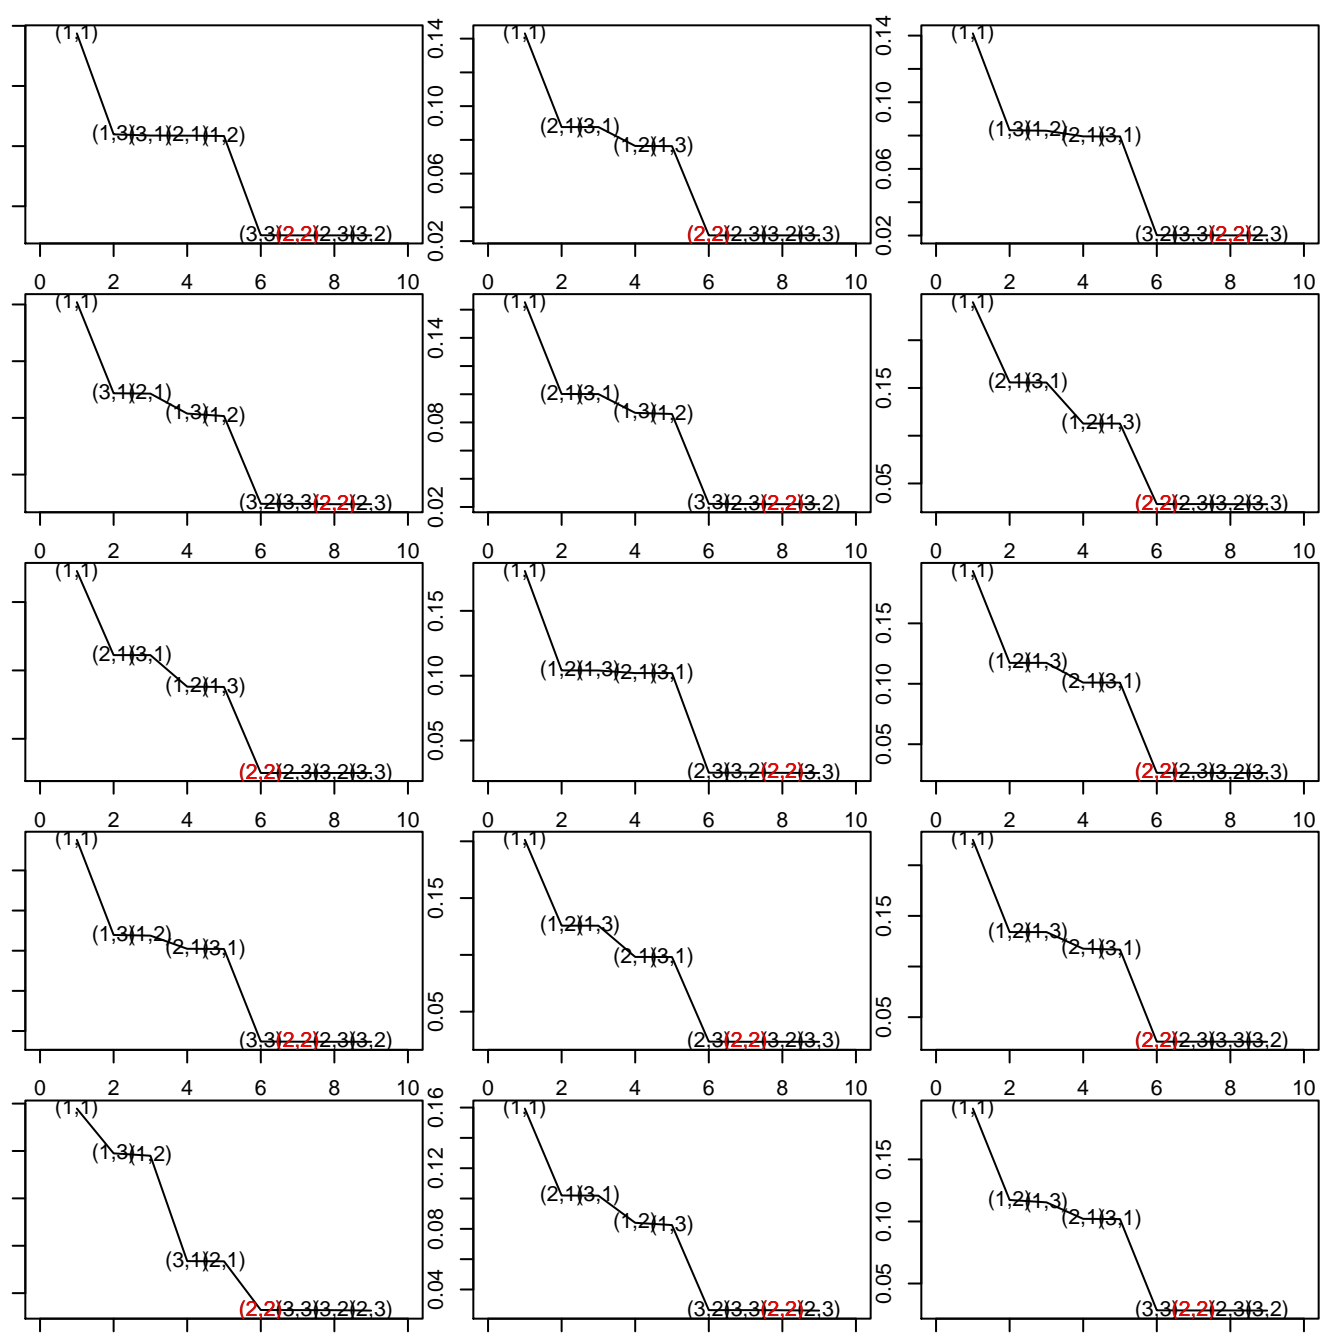 (1,1) (1,1) (1,1)
0.02 0.06 0.10 0.14
0.02 0.06 0.10 0.14
(1,3) (3,1) (2,1) (1,2)
(2,1) (3,1)
(1,2) (1,3)
(1,3) (1,2) (2,1) (3,1)
(3,3) (2,2) (2,3) (3,2)
(2,2) (2,3) (3,2) (3,3)
(3,2) (3,3) (2,2) (2,3)
0 2 4 6 8 10
0 2 4 6 8 10
0 2 4 6 8 10
(1,1) (1,1) (1,1)
0.02 0.08 0.14
0.05 0.15
(3,1) (2,1)
(1,3) (1,2)
(2,1) (3,1)
(1,3) (1,2)
(2,1) (3,1)
(1,2) (1,3)
(3,2) (3,3) (2,2) (2,3)
(3,3) (2,3) (2,2) (3,2)
(2,2) (2,3) (3,2) (3,3)
0 2 4 6 8 10
0 2 4 6 8 10
0 2 4 6 8 10
(1,1) (1,1) (1,1)
0.05 0.10 0.15
0.05 0.10 0.15
(2,1) (3,1)
(1,2) (1,3)
(1,2) (1,3) (2,1) (3,1)
(1,2) (1,3)
(2,1) (3,1)
(2,2) (2,3) (3,2) (3,3)
(2,3) (3,2) (2,2) (3,3)
(2,2) (2,3) (3,2) (3,3)
0 2 4 6 8 10
0 2 4 6 8 10
0 2 4 6 8 10
(1,1) (1,1) (1,1)
0.05 0.15
0.05 0.15
(1,3) (1,2)
(2,1) (3,1)
(1,2) (1,3)
(2,1) (3,1)
(1,2) (1,3)
(2,1) (3,1)
(3,3) (2,2) (2,3) (3,2)
(2,3) (2,2) (3,2) (3,3)
(2,2) (2,3) (3,3) (3,2)
0 2 4 6 8 10
0 2 4 6 8 10
0 2 4 6 8 10
(1,1) (1,1) (1,1)
0.04 0.08 0.12 0.16
0.05 0.10 0.15
(1,3) (1,2)
(3,1) (2,1)
(2,1) (3,1)
(1,2) (1,3)
(1,2) (1,3)
(2,1) (3,1)
(2,2) (3,3) (3,2) (2,3)
(3,2) (3,3) (2,2) (2,3)
(3,3) (2,2) (2,3) (3,2)